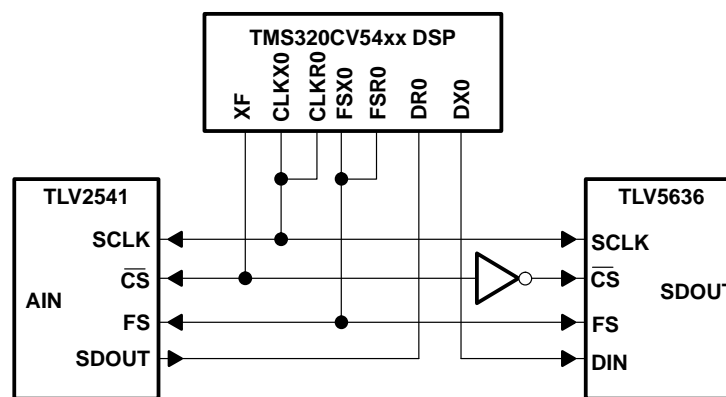 TMS320CV54xx DSP
XF
CLKX0
CLKR0
FSX0
FSR0
DR0
DX0
TLV2541
SCLK
CS
AIN
FS
SDOUT
TLV5636
SCLK
CS
SDOUT
FS
DIN